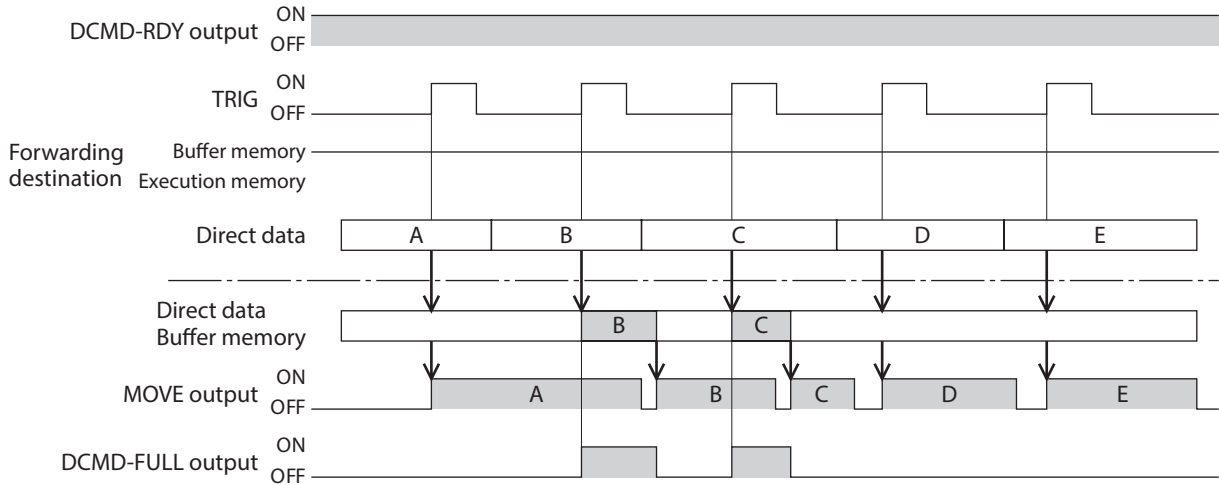 DCMD-RDY output
ON
OFF
TRIG
ON
OFF
Forwarding
destination
Buffer memory
Execution memory
Direct data
A
B
C
D
E
Direct data
Buffer memory
B
C
MOVE output
ON
OFF
A
B
C
D
E
DCMD-FULL output
ON
OFF